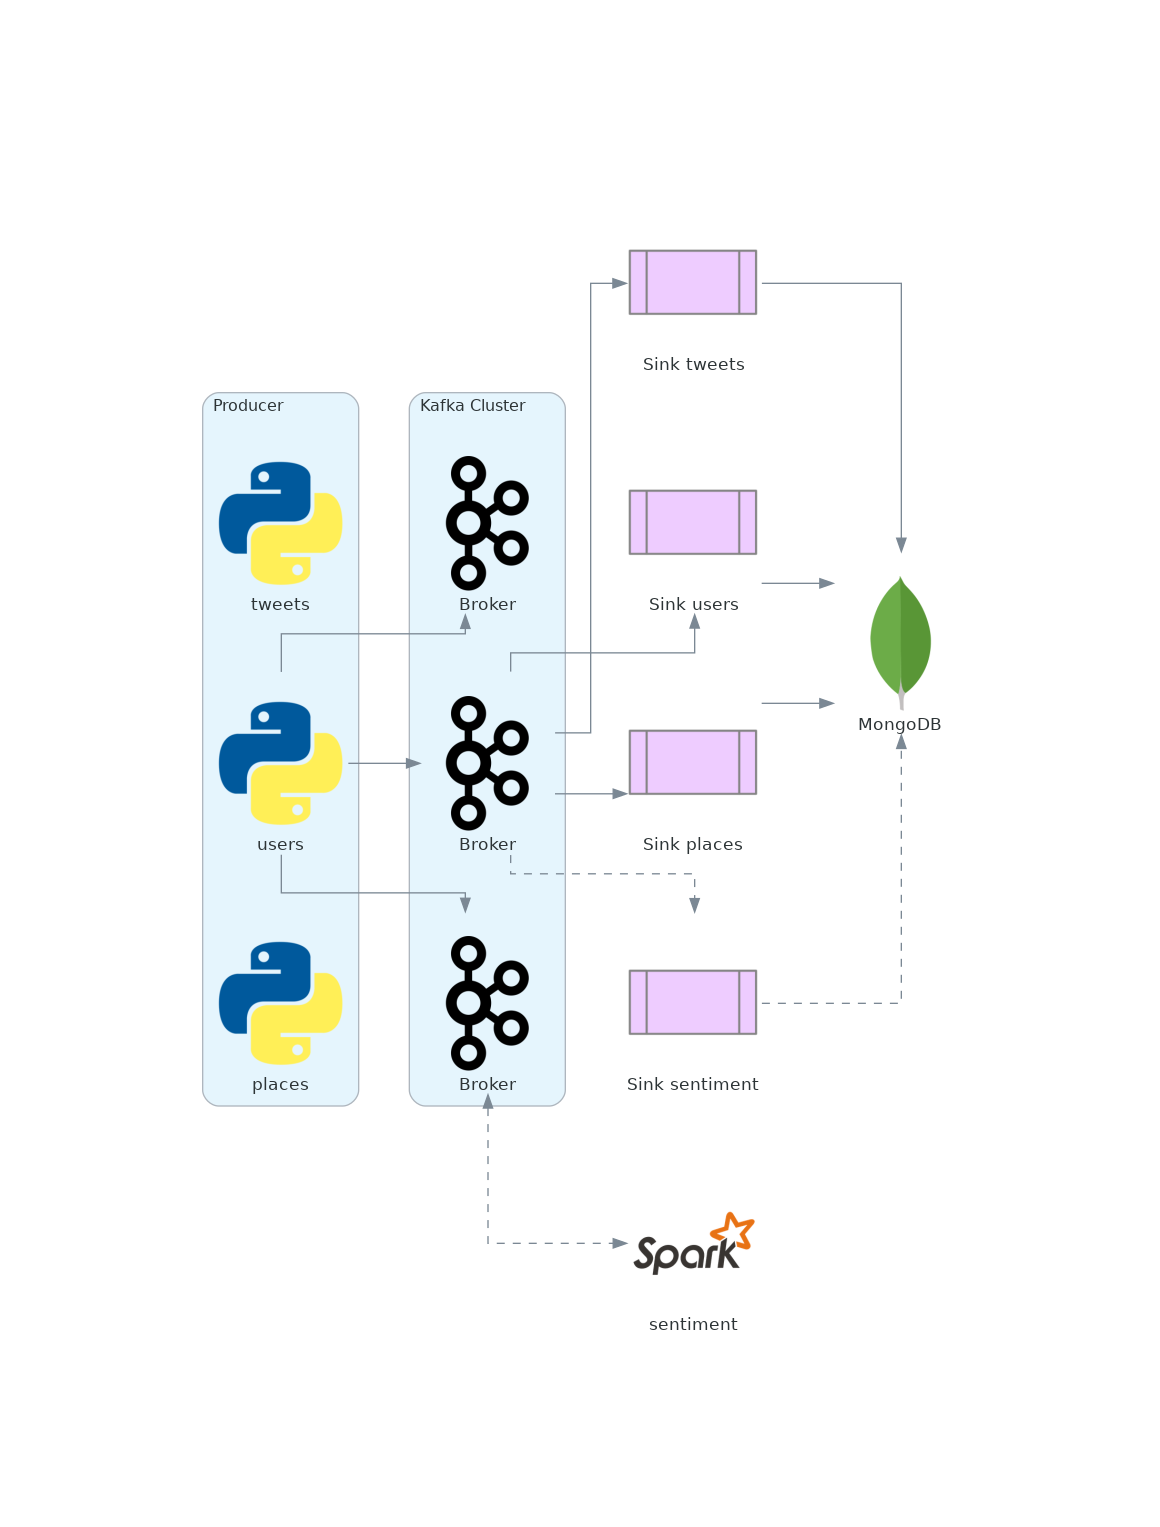 Sink tweets
Producer
Kafka Cluster
tweets
Broker
Sink users
MongoDB
users
Broker
Sink places
places
Broker
Sink sentiment
Spark
sentiment